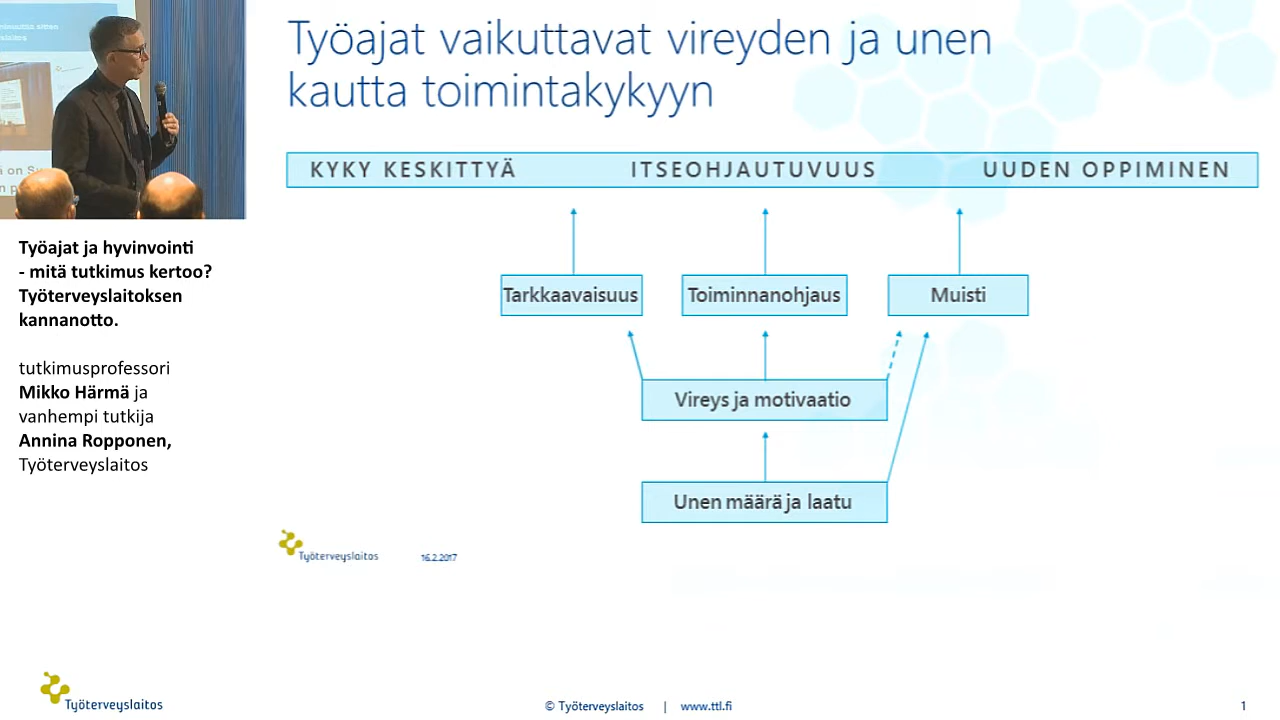 Työajat vaikuttavat vireyden ja unen
kautta toimintakykyyn
KYKY KESKITTYÄ ITSEOHJAUTUVUUS UUDEN OPPIMINEN
Tarkkaavaisuus Toiminnanohjaus Muisti
Vireys ja motivaatio
Unen määrä ja laatu
Työterveyslaitos 16.2.2017
Työajat ja hyvinvointi
- mitä tutkimus kertoo?
Työterveyslaitoksen
kannanotto.
tutkimusprofessori
Mikko Härmä ja
vanhempi tutkija
Annina Ropponen,
Työterveyslaitos
Työterveyslaitos © Työterveyslaitos | www.ttl.fi 1